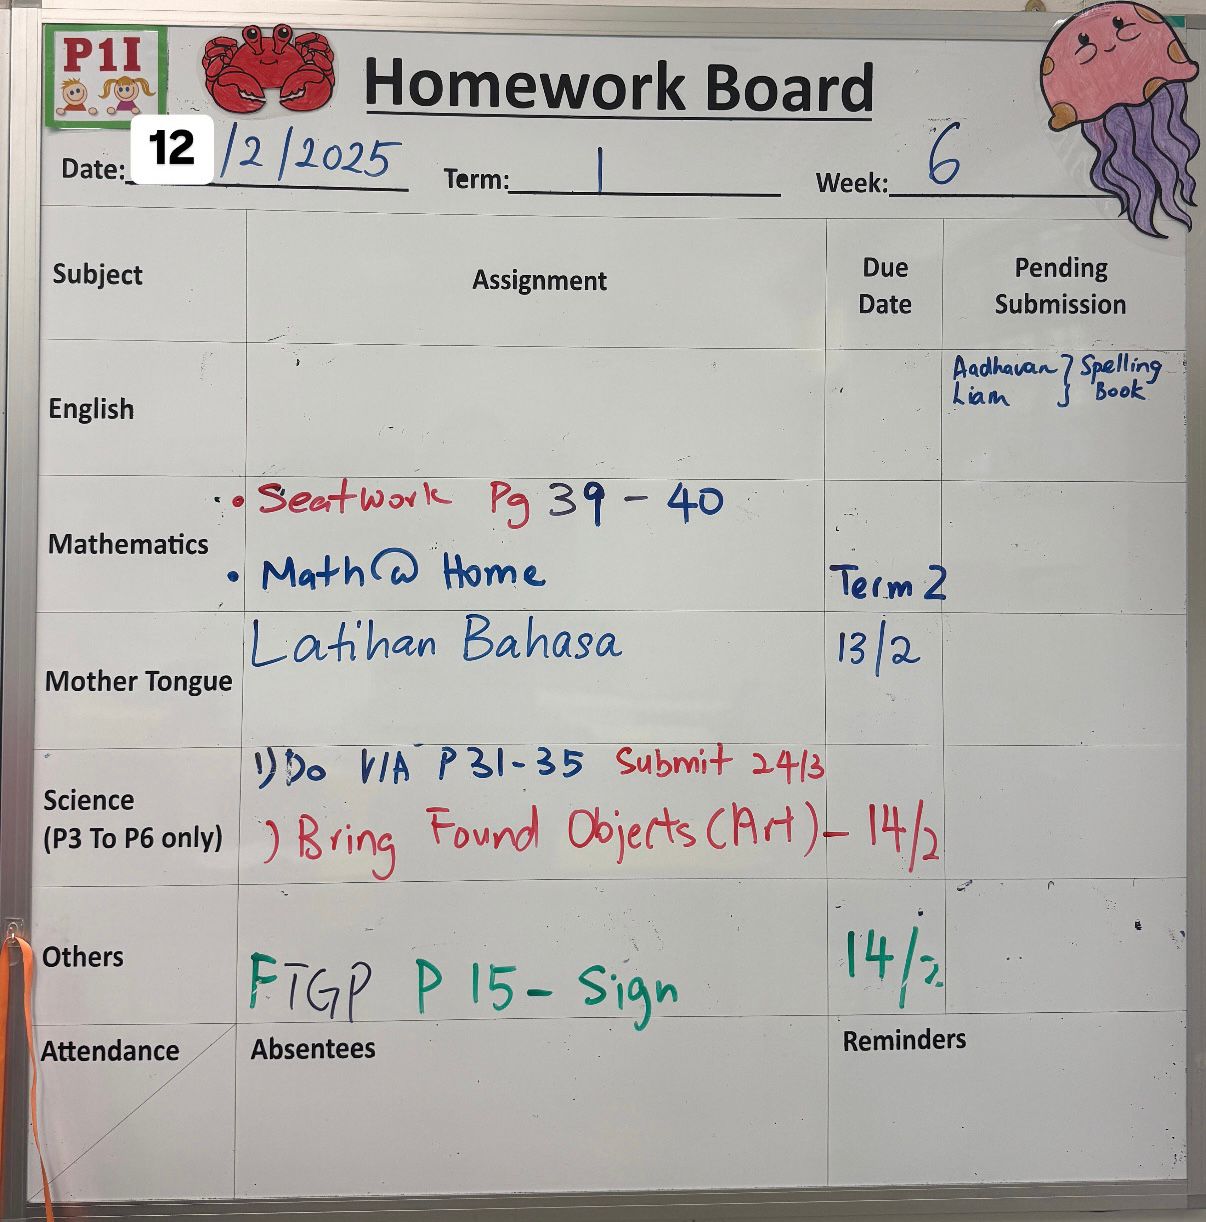 P1I
Homework Board
Date: 12/2/2025 Term: 1 Week: 6
Subject Assignment Due Date Pending Submission
English Aadhavan } Spelling
Liam } Book
Mathematics
• Seatwork Pg 39 - 40
• Math@ Home Term 2
Mother Tongue Latihan Bahasa 13/2
Science
(P3 To P6 only)
1) Do VIA P31-35 Submit 24/3
) Bring Found Objects (Art) - 14/2
Others FTGP P 15 - Sign 14/2
Attendance Absentees Reminders